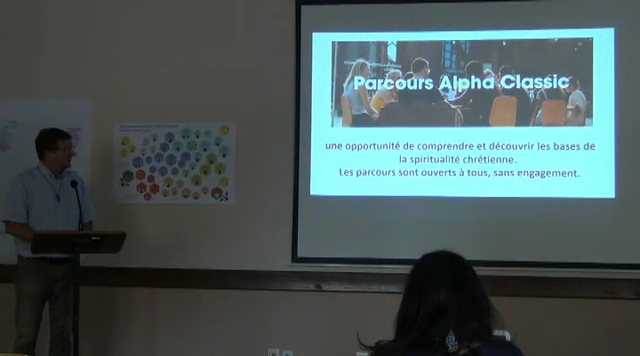 Parcours Alpha Classic
une opportunité de comprendre et découvrir les bases de
la spiritualité chrétienne.
Les parcours sont ouverts à tous, sans engagement.